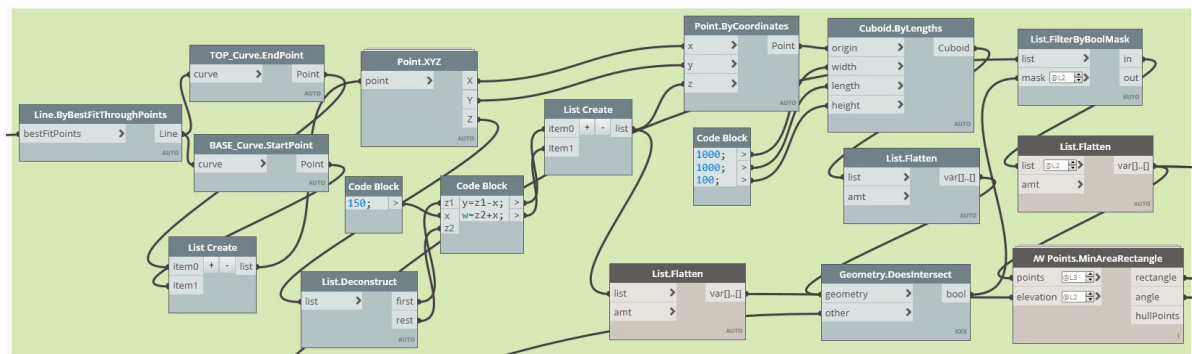 Line.ByBestFitThroughPoints
bestFitPoints > Line
AUTO
TOP_Curve.EndPoint
curve > Point
AUTO
BASE_Curve.StartPoint
curve > Point
AUTO
List Create
item0 + - list
item1
Point.XYZ
point > X
Y
Z
AUTO
Code Block
150; >
List.Deconstruct
list > first
rest
AUTO
Code Block
z1 y=z1-x; >
x w=z2+x; >
z2
List Create
item0 + - list
item1
Point.ByCoordinates
x > Point
y >
z >
AUTO
Code Block
1000; >
1000; >
100; >
List.Flatten
list > var[]..[]
amt >
AUTO
Cuboid.ByLengths
origin > Cuboid
width >
length >
height >
AUTO
List.Flatten
list > var[]..[]
amt >
AUTO
Geometry.DoesIntersect
geometry > bool
other >
XXX
List.FilterByBoolMask
list > in
mask @L2 > out
AUTO
List.Flatten
list @L2 > var[]..[]
amt >
AUTO
/\/ Points.MinAreaRectangle
points @L3 > rectangle
elevation @L2 > angle
hullPoints